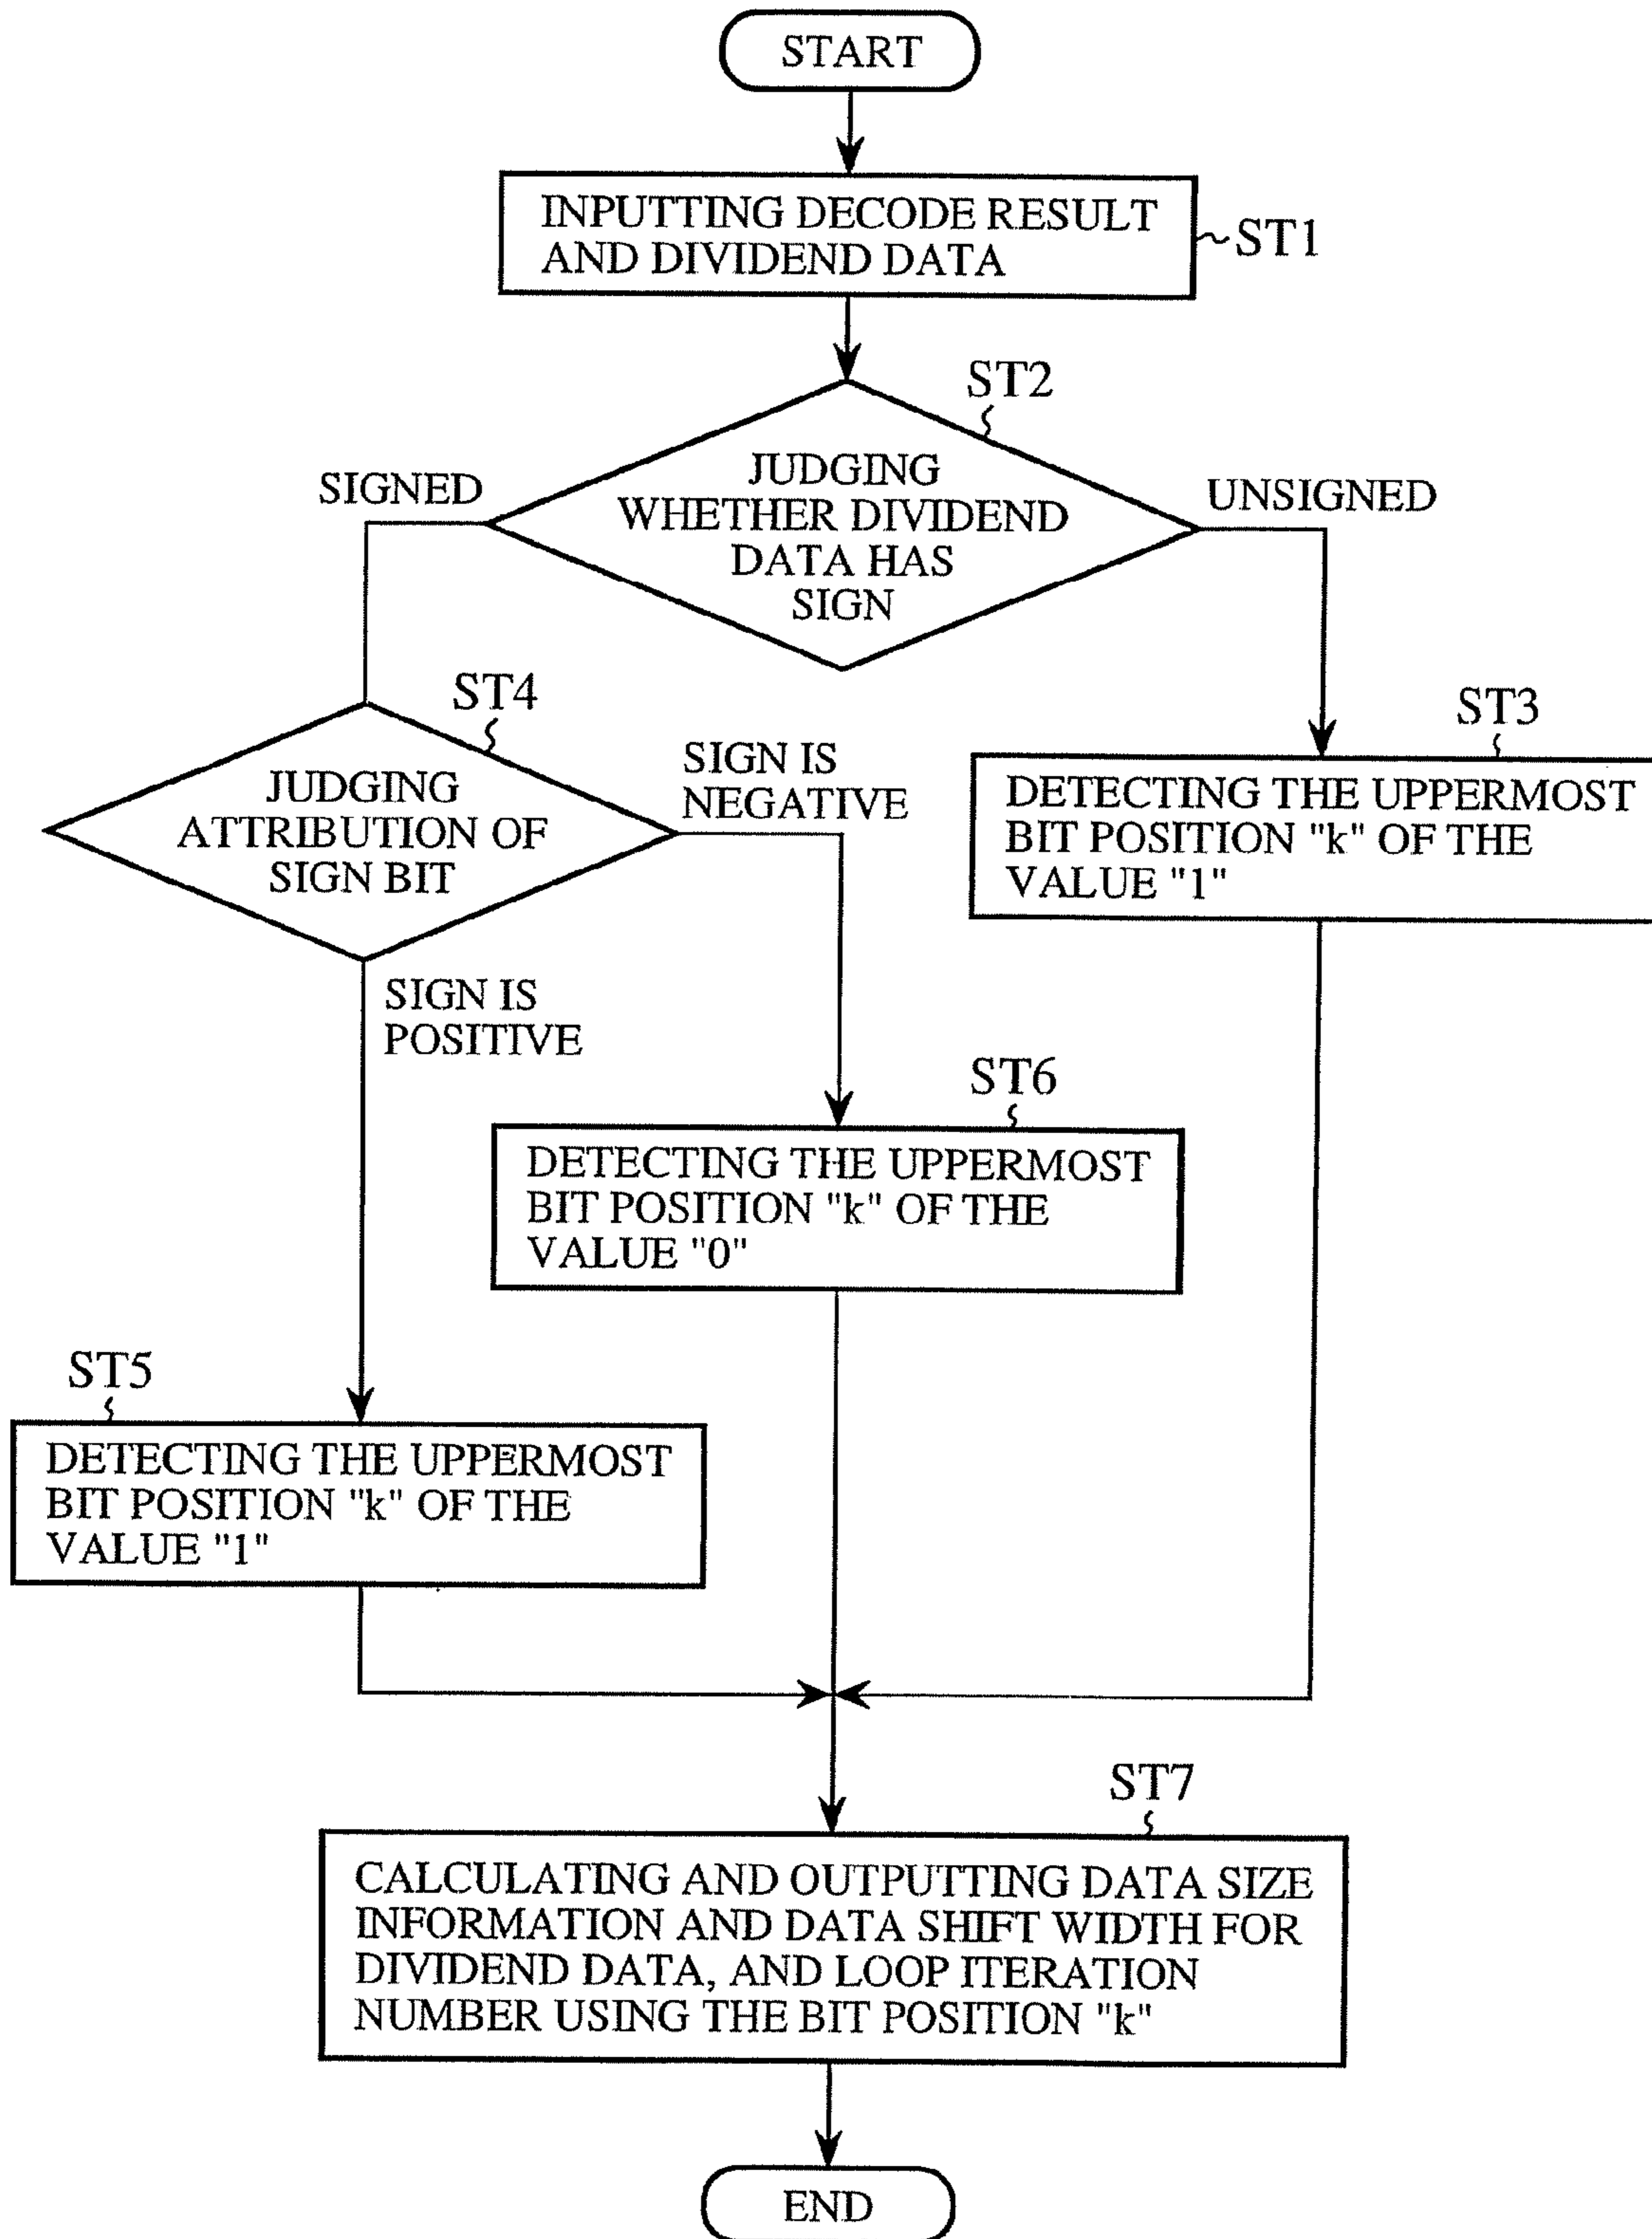 START
INPUTTING DECODE RESULT
AND DIVIDEND DATA
ST1
ST2
JUDGING
WHETHER DIVIDEND
DATA HAS
SIGN
SIGNED
UNSIGNED
ST4
JUDGING
ATTRIBUTION OF
SIGN BIT
SIGN IS
NEGATIVE
ST3
DETECTING THE UPPERMOST
BIT POSITION "k" OF THE
VALUE "1"
SIGN IS
POSITIVE
ST6
DETECTING THE UPPERMOST
BIT POSITION "k" OF THE
VALUE "0"
ST5
DETECTING THE UPPERMOST
BIT POSITION "k" OF THE
VALUE "1"
ST7
CALCULATING AND OUTPUTTING DATA SIZE
INFORMATION AND DATA SHIFT WIDTH FOR
DIVIDEND DATA, AND LOOP ITERATION
NUMBER USING THE BIT POSITION "k"
END